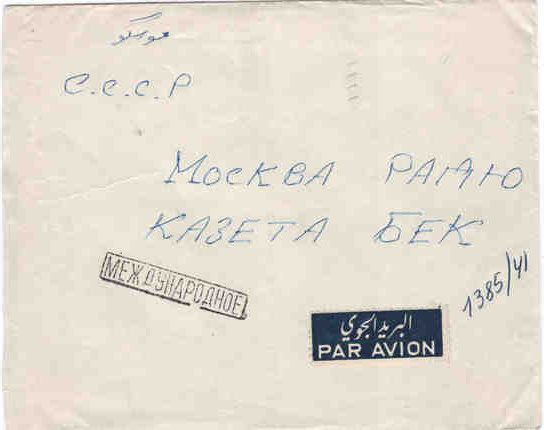 موسكو
С.с.с.Р
МОСКВА РАДИО
КАЗЕТА БЕК
МЕЖДУНАРОДНОЕ
1385/41
البريد الجوي
PAR AVION